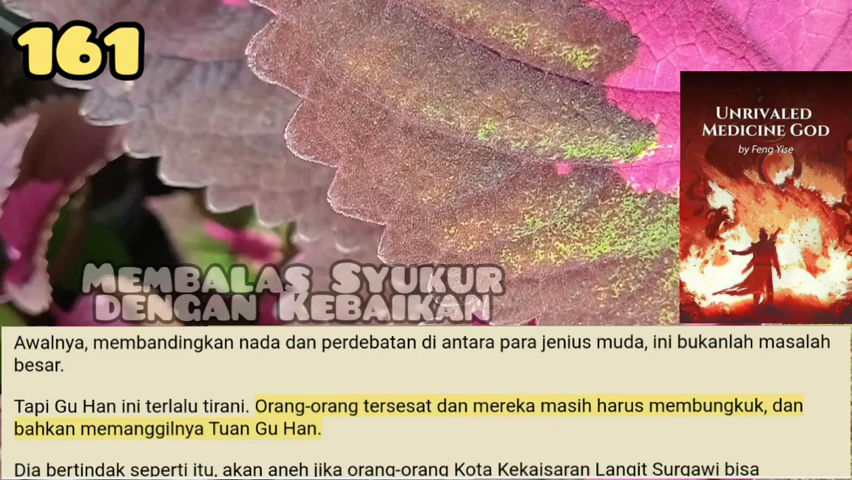 161
UNRIVALED
MEDICINE GOD
by Feng Yise
MEMBALAS SYUKUR
DENGAN KEBAIKAN
Awalnya, membandingkan nada dan perdebatan di antara para jenius muda, ini bukanlah masalah
besar.
Tapi Gu Han ini terlalu tirani. Orang-orang tersesat dan mereka masih harus membungkuk, dan
bahkan memanggilnya Tuan Gu Han.
Dia bertindak seperti itu, akan aneh jika orang-orang Kota Kekaisaran Langit Surgawi bisa